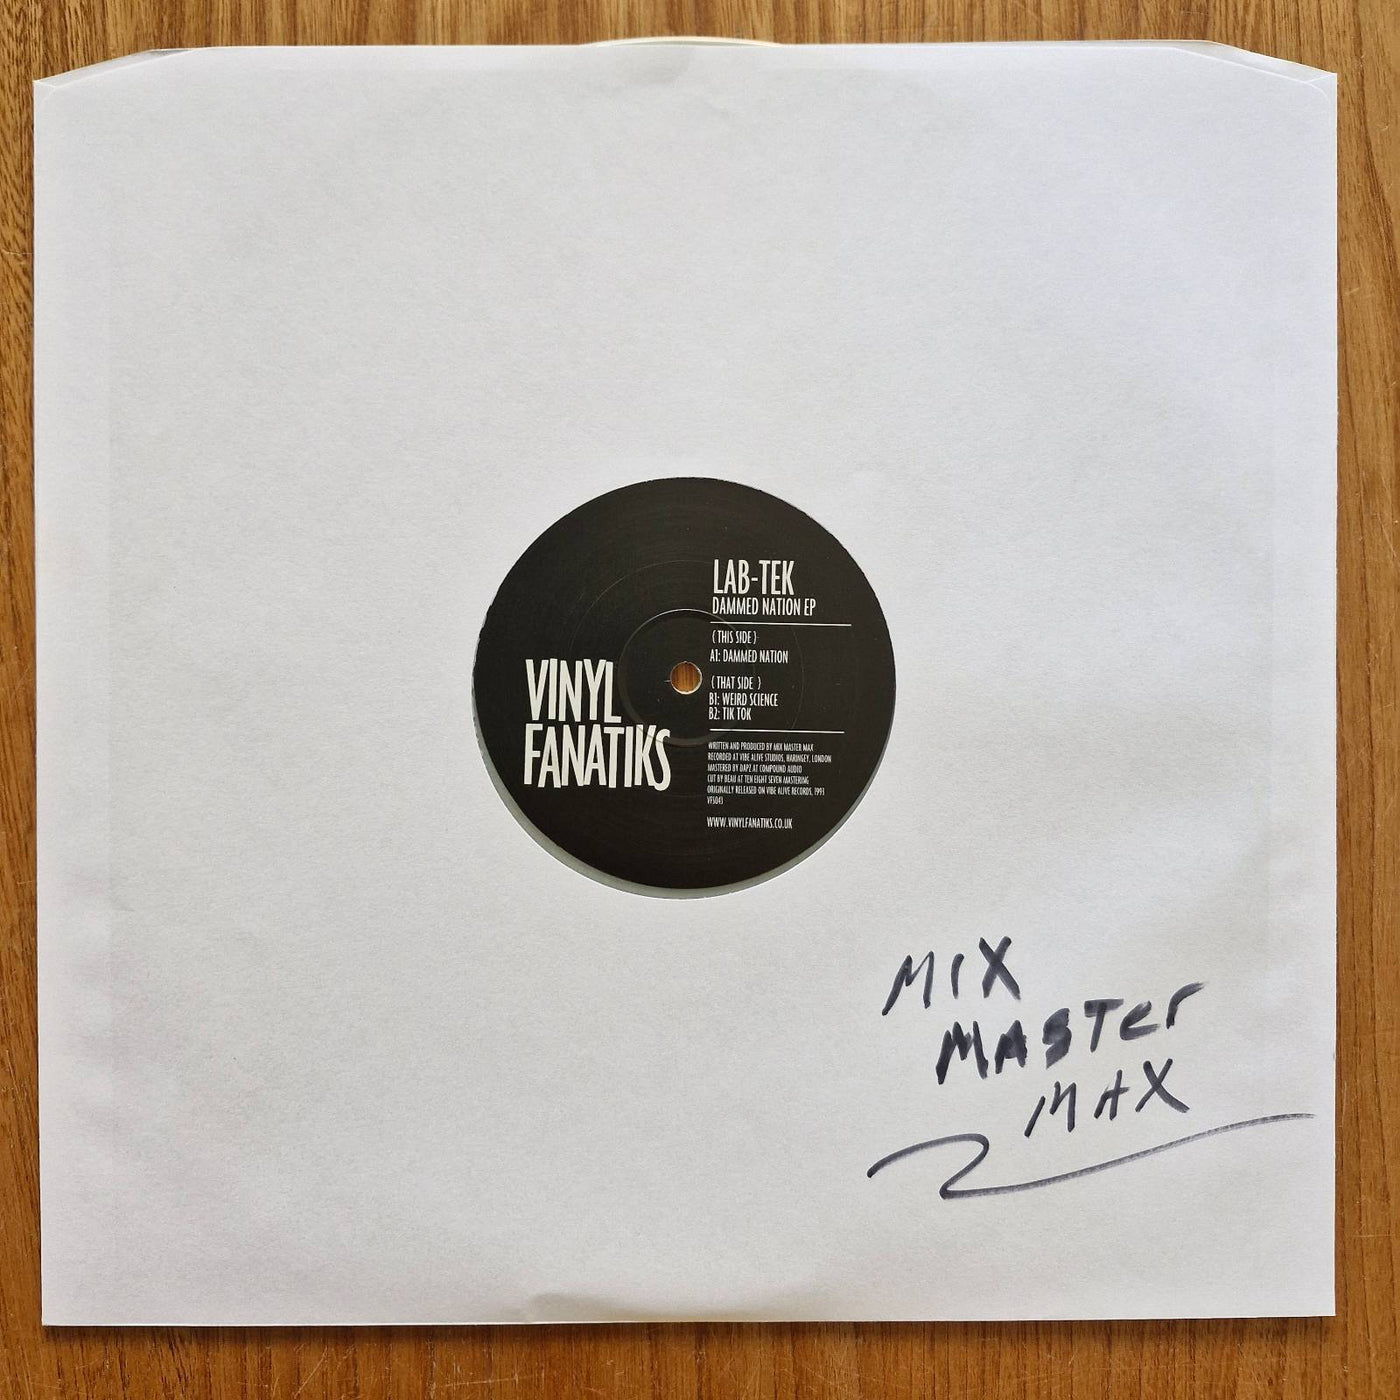 LAB-TEK
DAMMED NATION EP
(THIS SIDE)
A1: DAMMED NATION
(THAT SIDE )
B1: WEIRD SCIENCE
B2: TIK TOK
VINYL
FANATIKS
WRITTEN AND PRODUCED BY MIX MASTER MAX
RECORDED AT VIBE ALIVE STUDIOS, HARINGEY, LONDON
MASTERED BY DAPZ AT COMPOUND AUDIO
CUT BY BEAU AT TEN EIGHT SEVEN MASTERING
ORIGINALLY RELEASED ON VIBE ALIVE RECORDS, 1993
VFS043
WWW.VINYLFANATIKS.CO.UK
MIX
MASTer
MAX